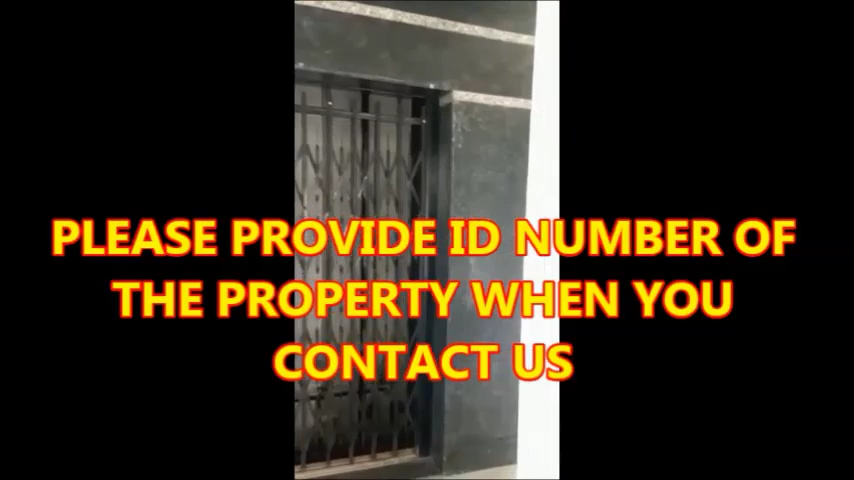 PLEASE PROVIDE ID NUMBER OF
THE PROPERTY WHEN YOU
CONTACT US